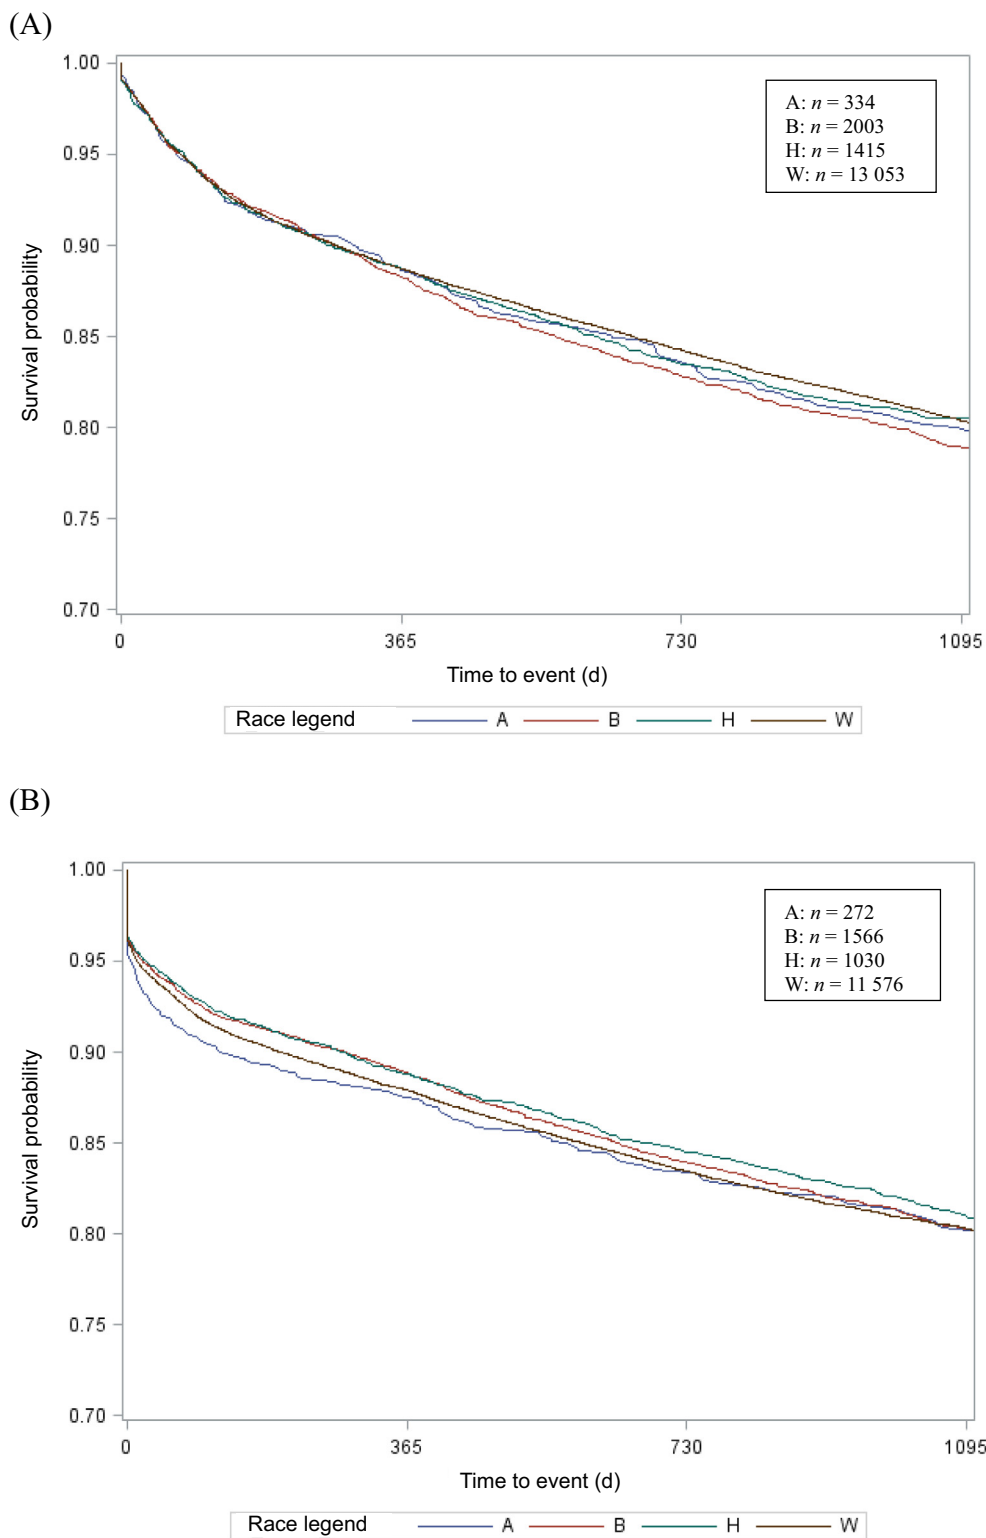 (A)
1.00
0.95
0.90
0.85
0.80
0.75
0.70
Survival probability
A: n = 334
B: n = 2003
H: n = 1415
W: n = 13 053
0 365 730 1095
Time to event (d)
Race legend A B H W
(B)
1.00
0.95
0.90
0.85
0.80
0.75
0.70
Survival probability
A: n = 272
B: n = 1566
H: n = 1030
W: n = 11 576
0 365 730 1095
Time to event (d)
Race legend A B H W